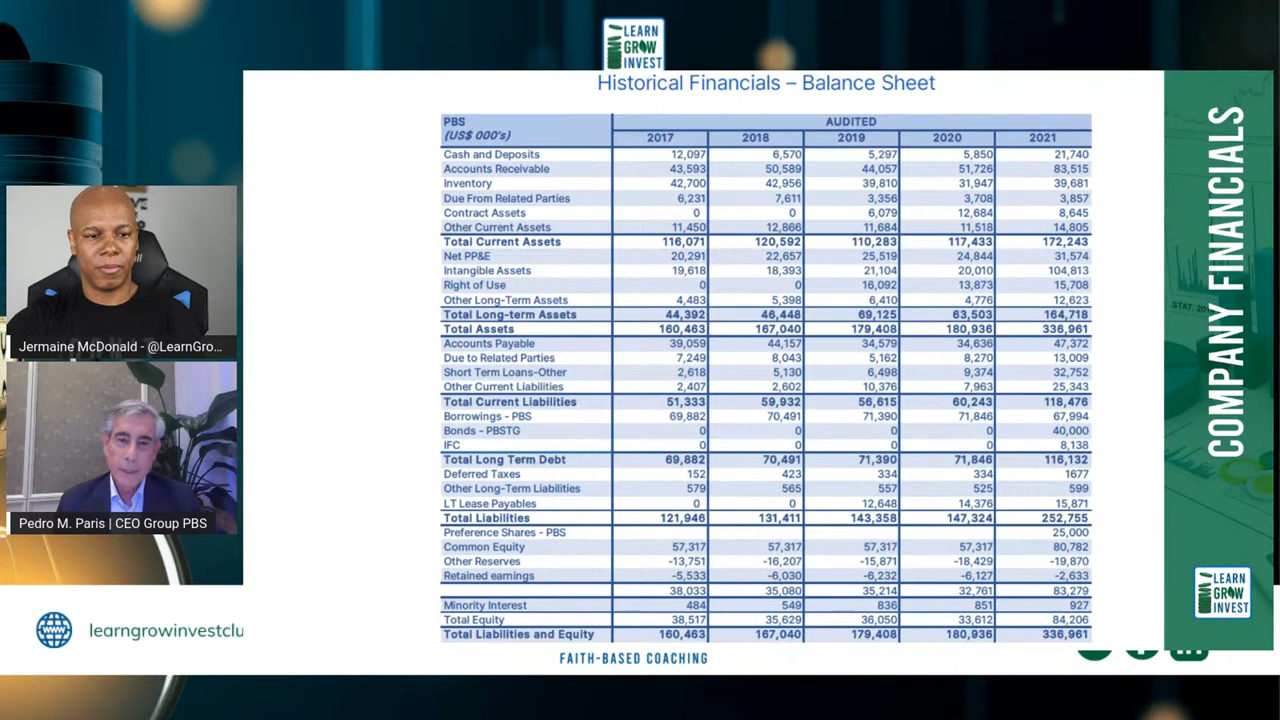 LEARN
GROW
INVEST
Historical Financials – Balance Sheet
PBS AUDITED
(US$ 000's) 2017 2018 2019 2020 2021
Cash and Deposits 12,097 6,570 5,297 5,850 21,740
Accounts Receivable 43,593 50,589 44,057 51,726 83,515
Inventory 42,700 42,956 39,810 31,947 39,681
Due From Related Parties 6,231 7,611 3,356 3,708 3,857
Contract Assets 0 0 6,079 12,684 8,645
Other Current Assets 11,450 12,866 11,684 11,518 14,805
Total Current Assets 116,071 120,592 110,283 117,433 172,243
Net PP&E 20,291 22,657 25,519 24,844 31,574
Intangible Assets 19,618 18,393 21,104 20,010 104,813
Right of Use 0 0 16,092 13,873 15,708
Other Long-Term Assets 4,483 5,398 6,410 4,776 12,623
Total Long-term Assets 44,392 46,448 69,125 63,503 164,718
Total Assets 160,463 167,040 179,408 180,936 336,961
Accounts Payable 39,059 44,157 34,579 34,636 47,372
Due to Related Parties 7,249 8,043 5,162 8,270 13,009
Short Term Loans-Other 2,618 5,130 6,498 9,374 32,752
Other Current Liabilities 2,407 2,602 10,376 7,963 25,343
Total Current Liabilities 51,333 59,932 56,615 60,243 118,476
Borrowings - PBS 69,882 70,491 71,390 71,846 67,994
Bonds - PBSTG 0 0 0 0 40,000
IFC 0 0 0 0 8,138
Total Long Term Debt 69,882 70,491 71,390 71,846 116,132
Deferred Taxes 152 423 334 334 1677
Other Long-Term Liabilities 579 565 557 525 599
LT Lease Payables 0 0 12,648 14,376 15,871
Total Liabilities 121,946 131,411 143,358 147,324 252,755
Preference Shares - PBS 25,000
Common Equity 57,317 57,317 57,317 57,317 80,782
Other Reserves -13,751 -16,207 -15,871 -18,429 -19,870
Retained earnings -5,533 -6,030 -6,232 -6,127 -2,633
38,033 35,080 35,214 32,761 83,279
Minority Interest 484 549 836 851 927
Total Equity 38,517 35,629 36,050 33,612 84,206
Total Liabilities and Equity 160,463 167,040 179,408 180,936 336,961
COMPANY FINANCIALS
Jermaine McDonald - @LearnGro...
Pedro M. Paris | CEO Group PBS
LEARN
GROW
INVEST
www
learngrowinvestclu
FAITH-BASED COACHING